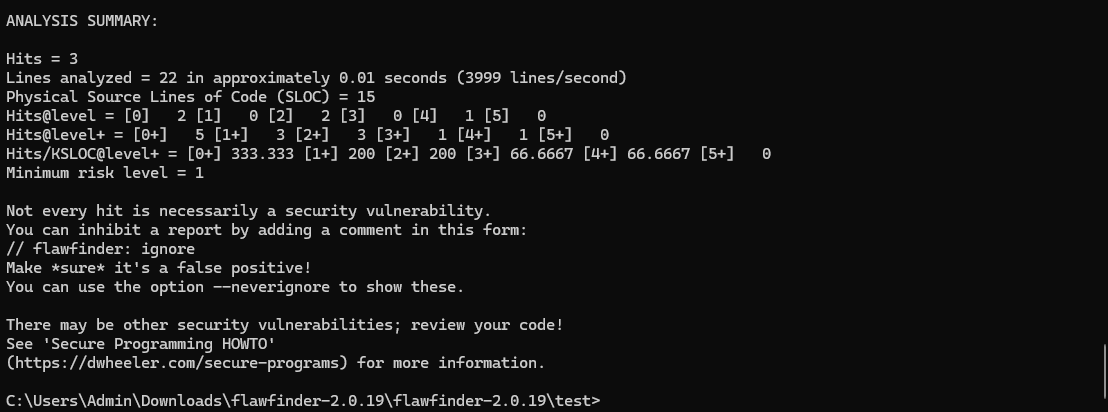 ANALYSIS SUMMARY:
Hits = 3
Lines analyzed = 22 in approximately 0.01 seconds (3999 lines/second)
Physical Source Lines of Code (SLOC) = 15
Hits@level = [0]   2 [1]   0 [2]   2 [3]   0 [4]   1 [5]   0
Hits@level+ = [0+]   5 [1+]   3 [2+]   3 [3+]   1 [4+]   1 [5+]   0
Hits/KSLOC@level+ = [0+] 333.333 [1+] 200 [2+] 200 [3+] 66.6667 [4+] 66.6667 [5+]   0
Minimum risk level = 1
Not every hit is necessarily a security vulnerability.
You can inhibit a report by adding a comment in this form:
// flawfinder: ignore
Make *sure* it's a false positive!
You can use the option --neverignore to show these.
There may be other security vulnerabilities; review your code!
See 'Secure Programming HOWTO'
(https://dwheeler.com/secure-programs) for more information.
C:\Users\Admin\Downloads\flawfinder-2.0.19\flawfinder-2.0.19\test>